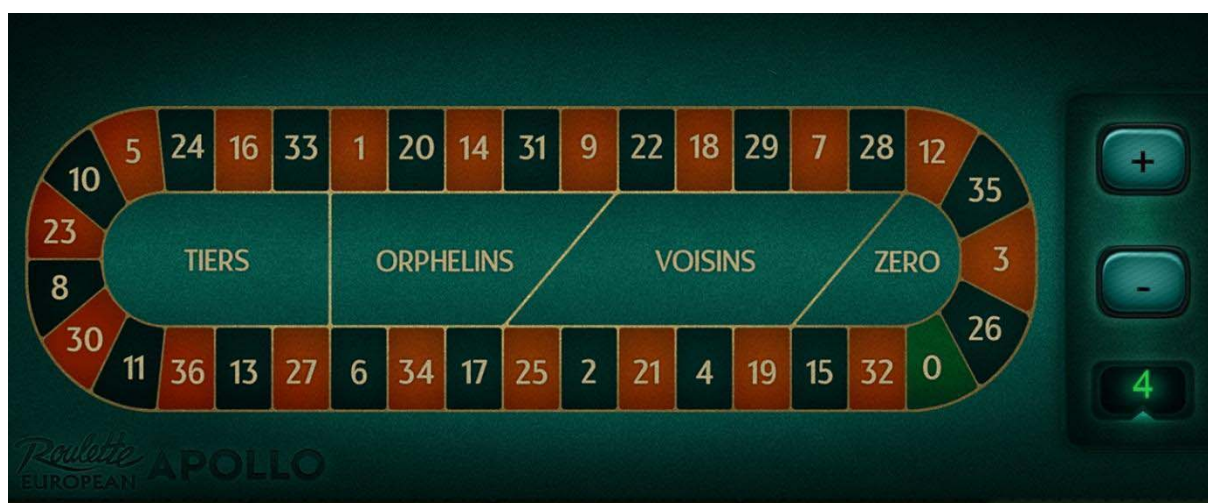 5 24 16 33 1 20 14 31 9 22 18 29 7 28 12
10 35
23 TIERS ORPHELINS VOISINS ZERO 3
8
30 26
11 36 13 27 6 34 17 25 2 21 4 19 15 32 0
+
-
4
Roulette
EUROPEAN APOLLO